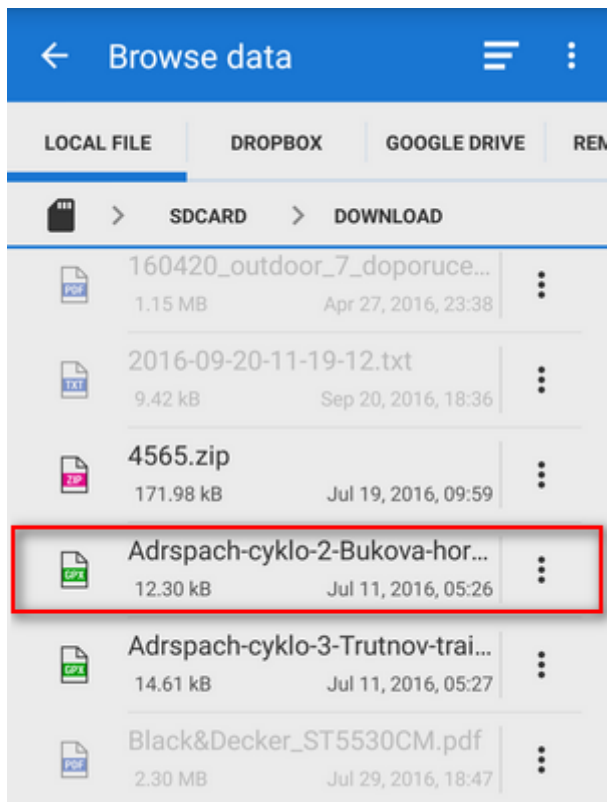 Browse data
LOCAL FILE DROPBOX GOOGLE DRIVE REM
SDCARD > DOWNLOAD
160420_outdoor_7_doporuce...
PDF
1.15 MB Apr 27, 2016, 23:38
2016-09-20-11-19-12.txt
TXT
9.42 kB Sep 20, 2016, 18:36
4565.zip
ZIP
171.98 kB Jul 19, 2016, 09:59
Adrspach-cyklo-2-Bukova-hor...
GPX
12.30 kB Jul 11, 2016, 05:26
Adrspach-cyklo-3-Trutnov-trai...
GPX
14.61 kB Jul 11, 2016, 05:27
Black&Decker_ST5530CM.pdf
PDF
2.30 MB Jul 29, 2016, 18:47